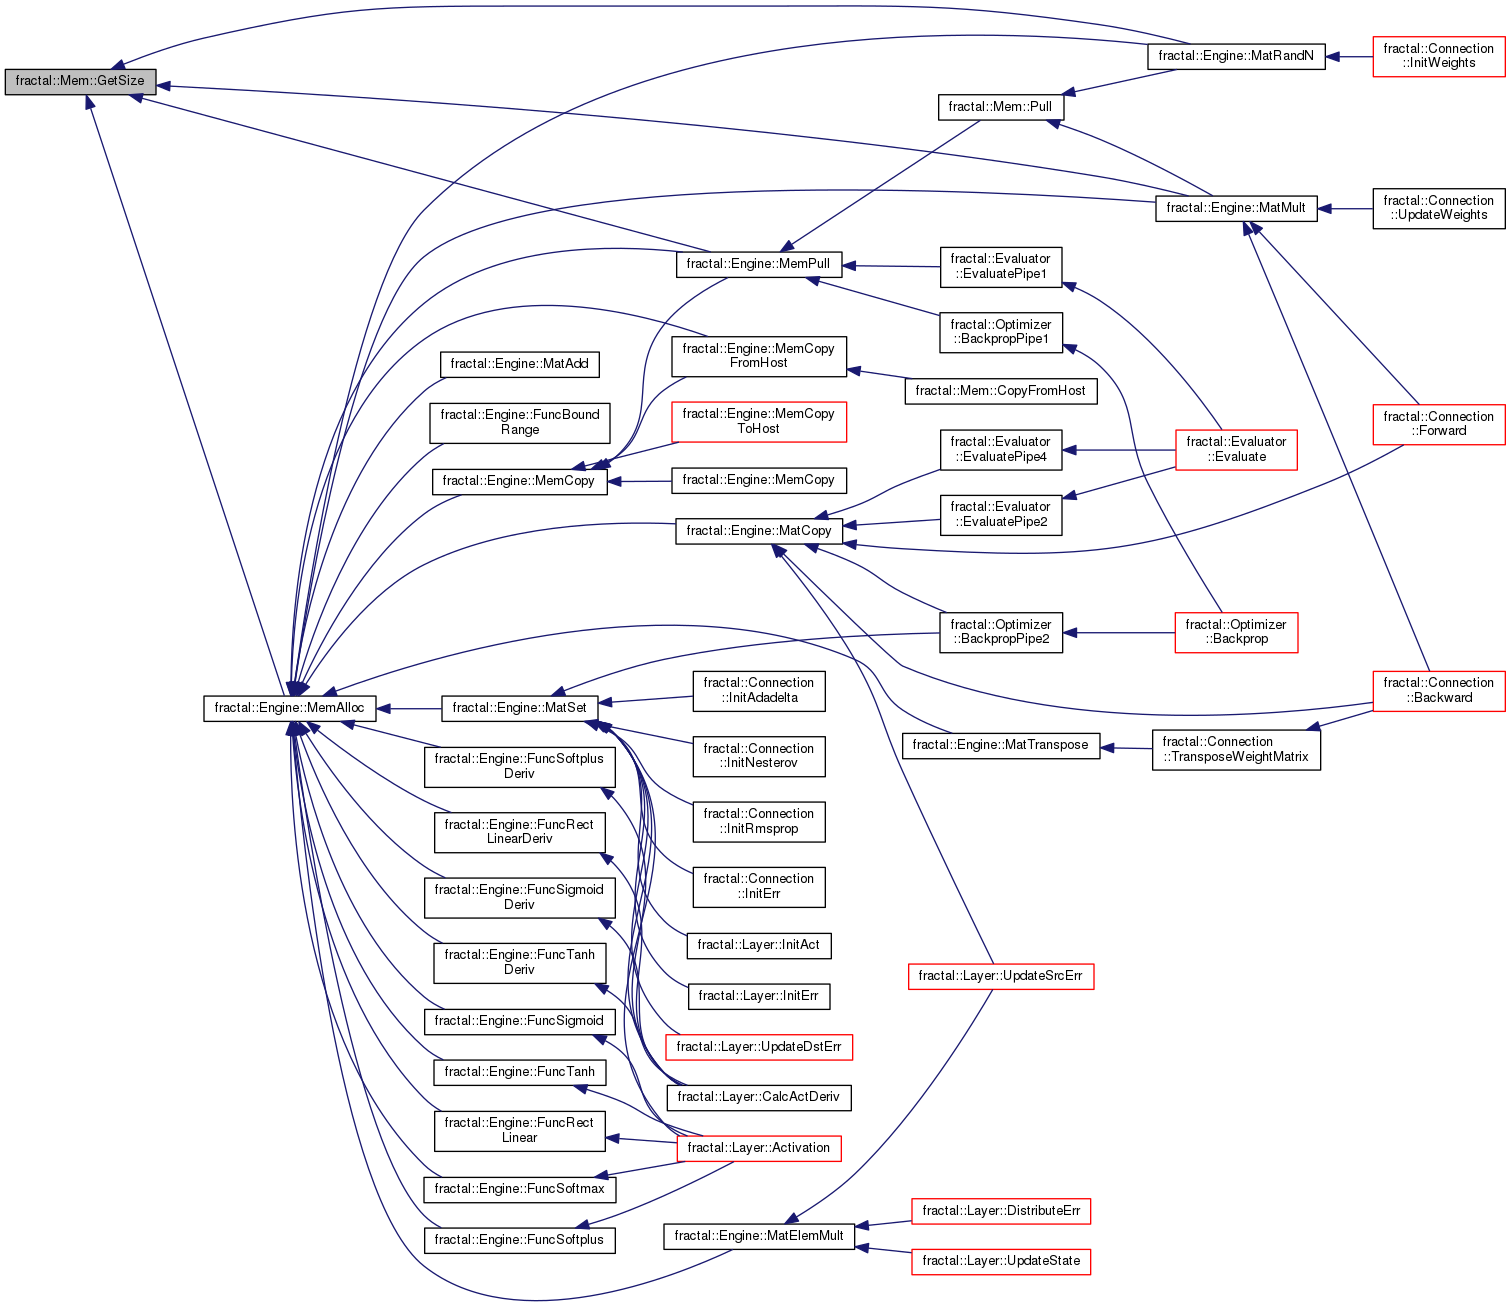 fractal::Mem::GetSize
fractal::Engine::MatRandN
fractal::Connection
::InitWeights
fractal::Mem::Pull
fractal::Engine::MatMult
fractal::Connection
::UpdateWeights
fractal::Engine::MemPull
fractal::Evaluator
::EvaluatePipe1
fractal::Optimizer
::BackpropPipe1
fractal::Engine::MemCopy
FromHost
fractal::Engine::MatAdd
fractal::Mem::CopyFromHost
fractal::Engine::FuncBound
Range
fractal::Engine::MemCopy
ToHost
fractal::Connection
::Forward
fractal::Evaluator
::EvaluatePipe4
fractal::Evaluator
::Evaluate
fractal::Engine::MemCopy
fractal::Engine::MemCopy
fractal::Evaluator
::EvaluatePipe2
fractal::Engine::MatCopy
fractal::Optimizer
::BackpropPipe2
fractal::Optimizer
::Backprop
fractal::Connection
::InitAdadelta
fractal::Connection
::Backward
fractal::Engine::MemAlloc
fractal::Engine::MatSet
fractal::Engine::MatTranspose
fractal::Connection
::TransposeWeightMatrix
fractal::Connection
::InitNesterov
fractal::Engine::FuncSoftplus
Deriv
fractal::Connection
::InitRmsprop
fractal::Engine::FuncRect
LinearDeriv
fractal::Connection
::InitErr
fractal::Engine::FuncSigmoid
Deriv
fractal::Layer::InitAct
fractal::Engine::FuncTanh
Deriv
fractal::Layer::UpdateSrcErr
fractal::Layer::InitErr
fractal::Engine::FuncSigmoid
fractal::Layer::UpdateDstErr
fractal::Engine::FuncTanh
fractal::Layer::CalcActDeriv
fractal::Engine::FuncRect
Linear
fractal::Layer::Activation
fractal::Engine::FuncSoftmax
fractal::Layer::DistributeErr
fractal::Engine::FuncSoftplus
fractal::Engine::MatElemMult
fractal::Layer::UpdateState